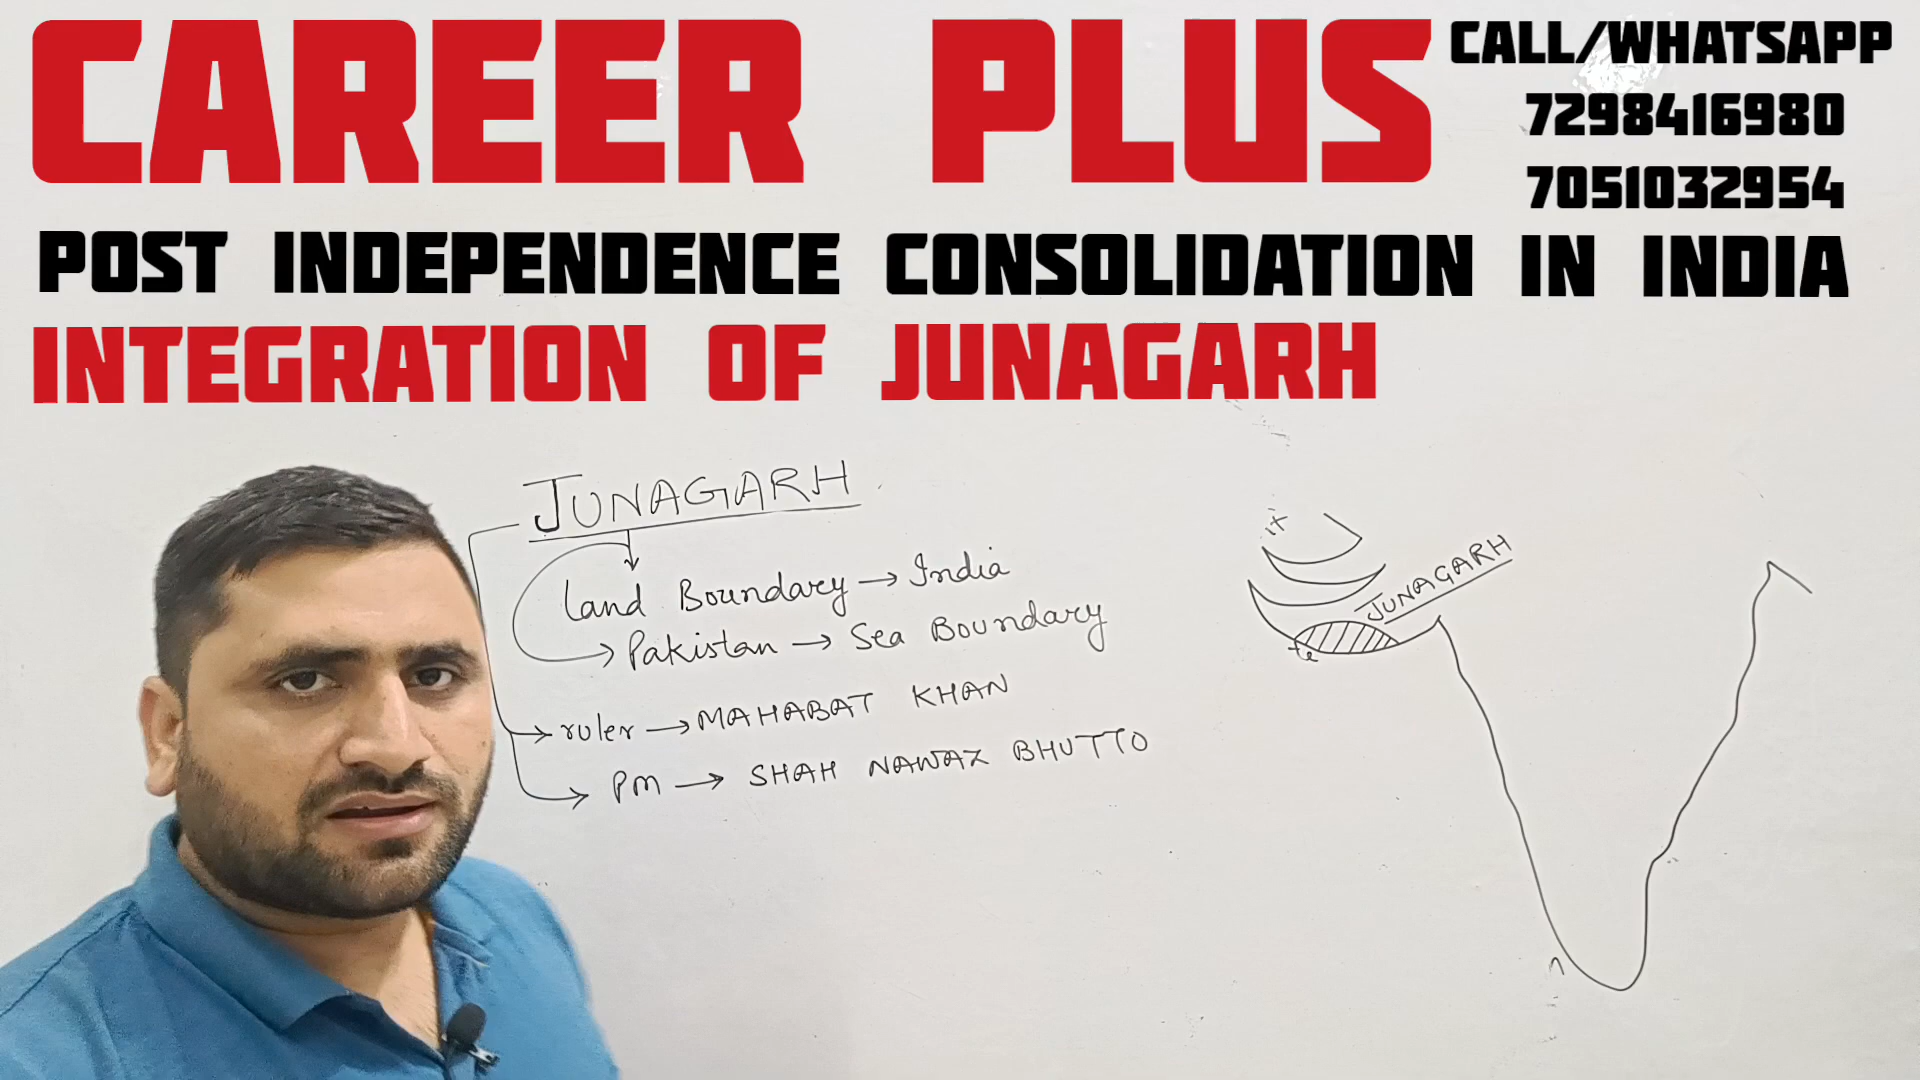 CAREER PLUS
CALL/WHATSAPP
7298416980
7051032954
POST INDEPENDENCE CONSOLIDATION IN INDIA
INTEGRATION OF JUNAGARH
JUNAGARH
Land Boundary → India
→ Pakistan → Sea Boundary
→ ruler → MAHABAT KHAN
→ PM → SHAH NAWAZ BHUTTO
JUNAGARH